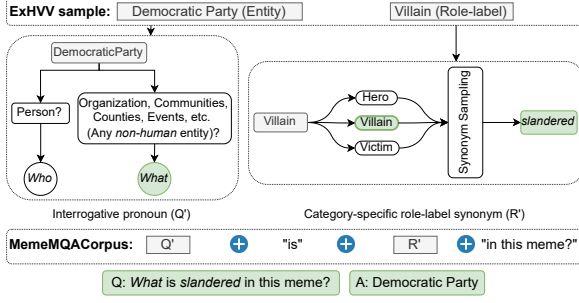 ExHVV sample: Democratic Party (Entity) Villain (Role-label)
DemocraticParty
Person?
Organization, Communities,
Counties, Events, etc.
(Any non-human entity)?
Who
What
Interrogative pronoun (Q')
Villain
Hero
Villain
Victim
Synonym Sampling
slandered
Category-specific role-label synonym (R')
MemeMQACorpus: Q' + "is" + R' + "in this meme?"
Q: What is slandered in this meme?
A: Democratic Party